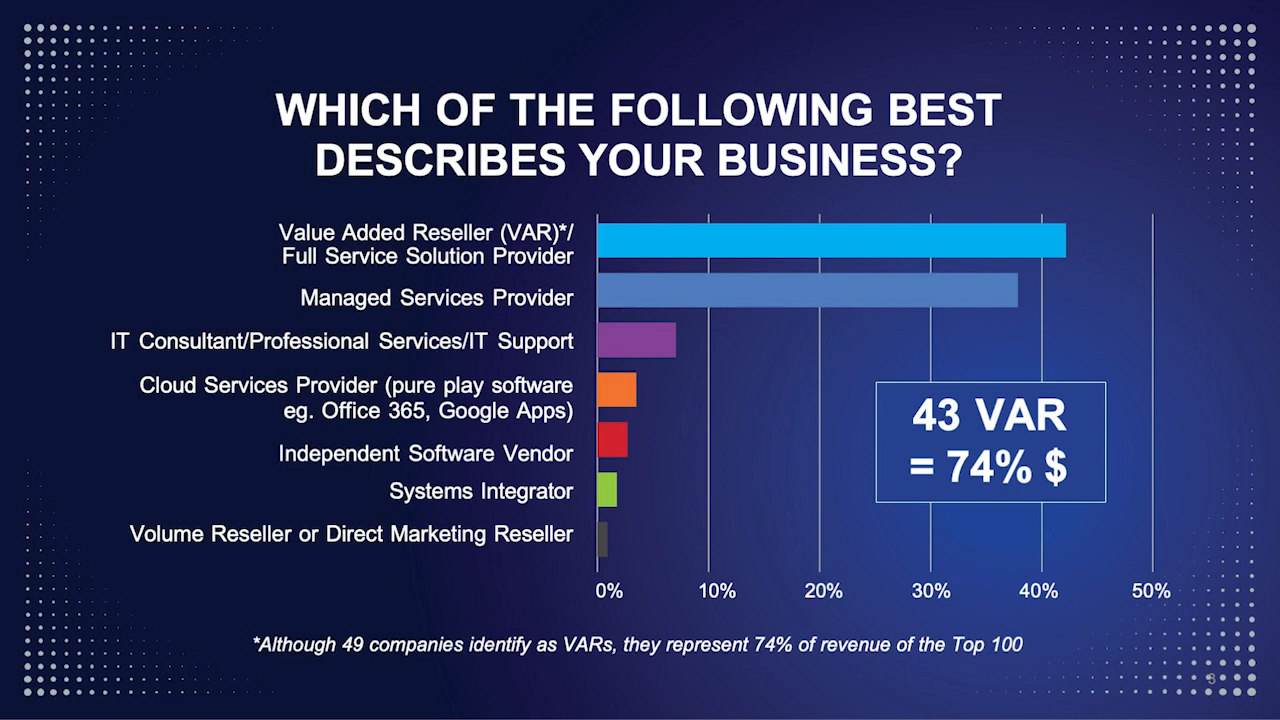 WHICH OF THE FOLLOWING BEST
DESCRIBES YOUR BUSINESS?
Value Added Reseller (VAR)*/
Full Service Solution Provider
Managed Services Provider
IT Consultant/Professional Services/IT Support
Cloud Services Provider (pure play software
eg. Office 365, Google Apps)
Independent Software Vendor
Systems Integrator
Volume Reseller or Direct Marketing Reseller
43 VAR
= 74% $
0% 10% 20% 30% 40% 50%
*Although 49 companies identify as VARs, they represent 74% of revenue of the Top 100
3